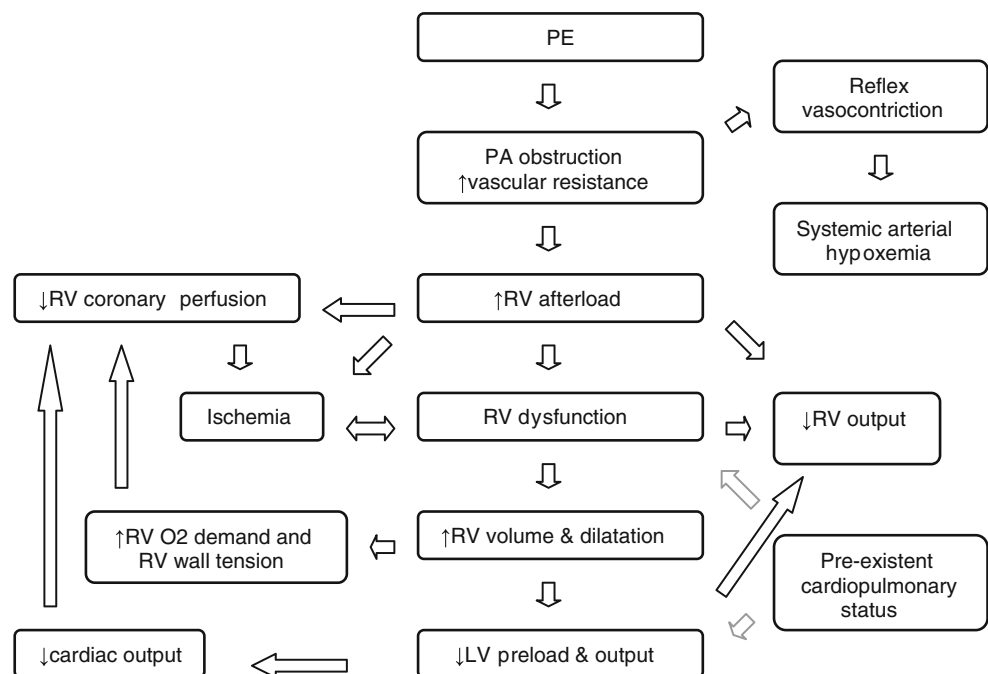 PE
Reflex
vasocontriction
PA obstruction
↑vascular resistance
Systemic arterial
hypoxemia
↓RV coronary perfusion
↑RV afterload
Ischemia
RV dysfunction
↓RV output
↑RV O2 demand and
RV wall tension
↑RV volume & dilatation
Pre-existent
cardiopulmonary
status
↓cardiac output
↓LV preload & output